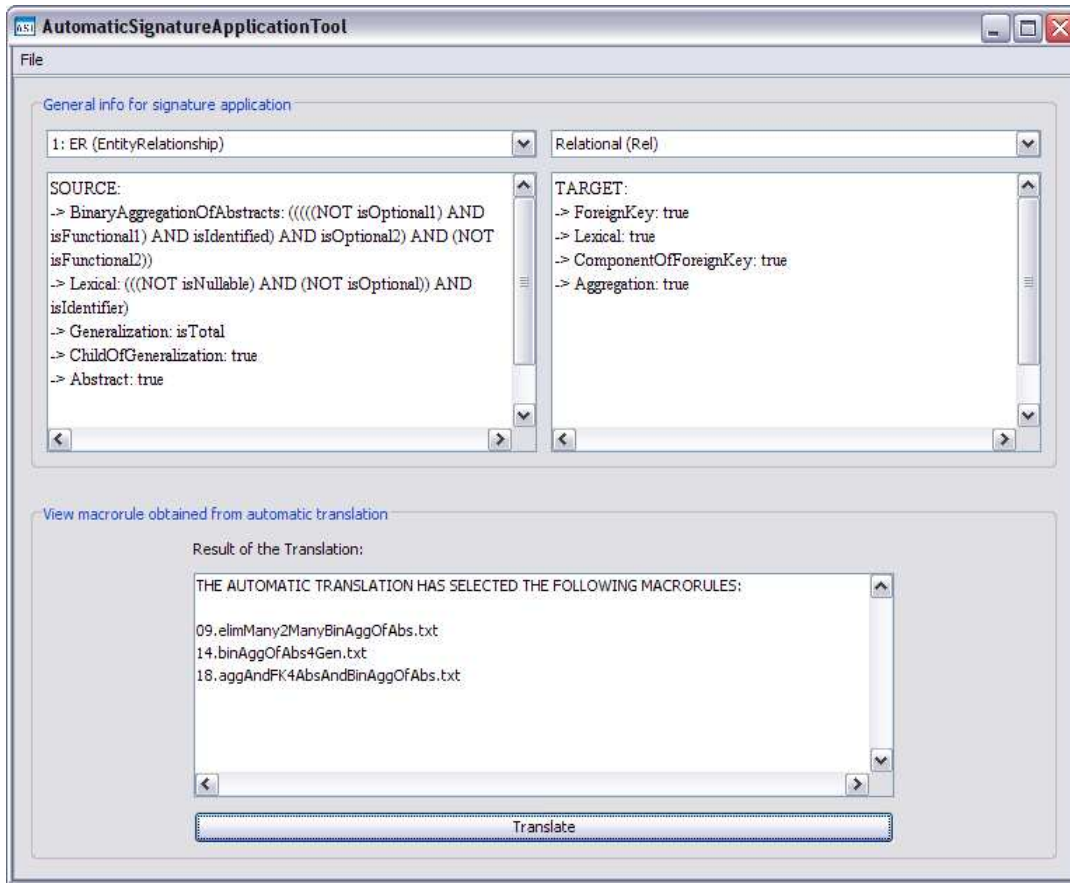 AutomaticSignatureApplicationTool
File
General info for signature application
1: ER (EntityRelationship)
Relational (Rel)
SOURCE:
-> BinaryAggregationOfAbstracts: (((((NOT isOptional1) AND
isFunctional1) AND isIdentified) AND isOptional2) AND (NOT
isFunctional2))
-> Lexical: (((NOT isNullable) AND (NOT isOptional)) AND
isIdentifier)
-> Generalization: isTotal
-> ChildOfGeneralization: true
-> Abstract: true
TARGET:
-> ForeignKey: true
-> Lexical: true
-> ComponentOfForeignKey: true
-> Aggregation: true
View macrorule obtained from automatic translation
Result of the Translation:
THE AUTOMATIC TRANSLATION HAS SELECTED THE FOLLOWING MACRORULES:
09.elimMany2ManyBinAggOfAbs.txt
14.binAggOfAbs4Gen.txt
18.aggAndFK4AbsAndBinAggOfAbs.txt
Translate